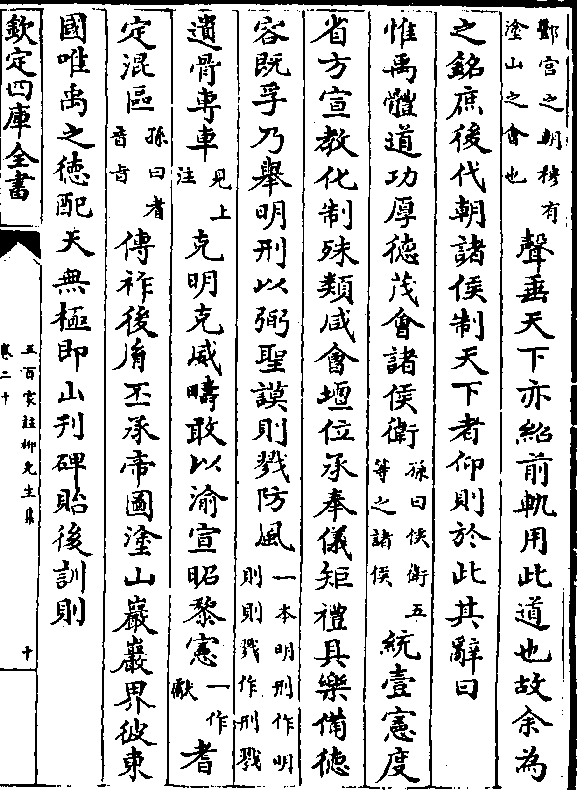 酆宫之朝穆有塗山之會也聲垂天下亦紹前軌用此道也故余為
之銘庶後代朝諸侯制天下者仰則於此其辭曰
惟禹體道功厚德茂會諸侯衛孫曰侯衛五等之諸侯統壹憲度
省方宣教化制殊類咸會壇位承奉儀矩禮具樂備德
容既孚乃舉明刑以弼聖謨則戮防風一本明刑作明則則戮作刑戮
遺骨専車見上注克明克威疇敢以渝宣昭黎憲一作獻耆
定混區孫曰耆音㫖傳祚後㣧丕承帝圖塗山巖巖界彼東
國唯禹之徳配天無極即山刋碑貽後訓則
欽定四庫全書
五百家註柳先生集
卷二十
十